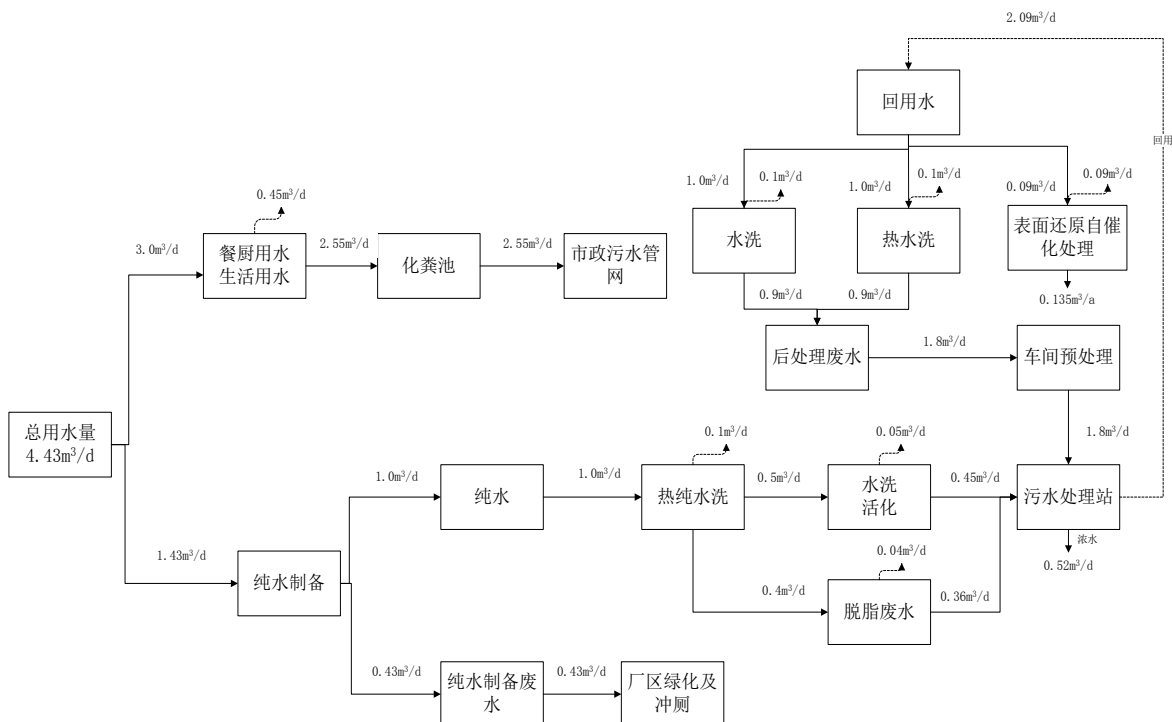 2.09m³/d
回用水
回用
1.0m³/d
0.1m³/d
1.0m³/d
0.1m³/d
0.09m³/d
0.09m³/d
水洗
热水洗
表面还原自催
化处理
0.9m³/d
0.9m³/d
0.135m³/a
0.45m³/d
3.0m³/d
餐厨用水
生活用水
2.55m³/d
化粪池
2.55m³/d
市政污水管
网
后处理废水
1.8m³/d
车间预处理
1.8m³/d
总用水量
4.43m³/d
0.1m³/d
0.05m³/d
1.0m³/d
纯水
1.0m³/d
热纯水洗
0.5m³/d
水洗
活化
0.45m³/d
污水处理站
浓水
0.52m³/d
1.43m³/d
纯水制备
0.04m³/d
0.4m³/d
脱脂废水
0.36m³/d
0.43m³/d
纯水制备废
水
0.43m³/d
厂区绿化及
冲厕